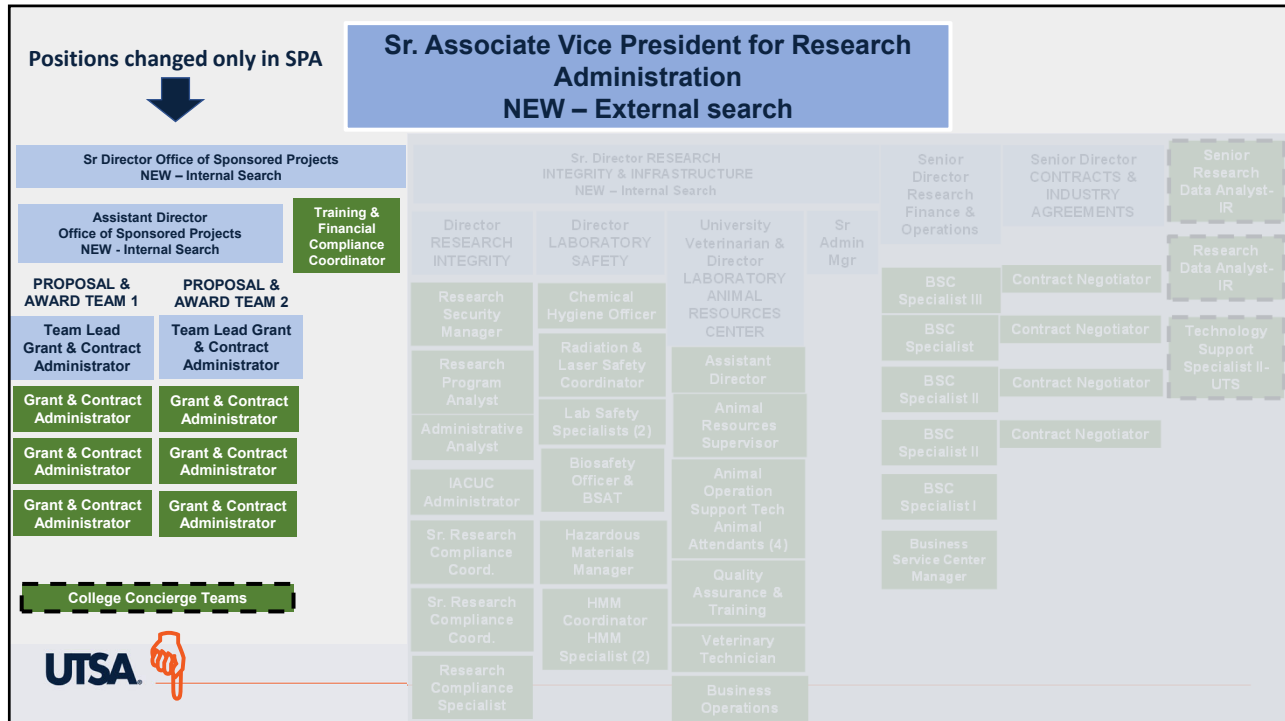 Positions changed only in SPA
Sr. Associate Vice President for Research
Administration
NEW – External search
Sr Director Office of Sponsored Projects
NEW – Internal Search
Assistant Director
Office of Sponsored Projects
NEW - Internal Search
Training &
Financial
Compliance
Coordinator
PROPOSAL &
AWARD TEAM 1
PROPOSAL &
AWARD TEAM 2
Team Lead
Grant & Contract
Administrator
Team Lead Grant
& Contract
Administrator
Grant & Contract
Administrator
Grant & Contract
Administrator
Grant & Contract
Administrator
Grant & Contract
Administrator
Grant & Contract
Administrator
Grant & Contract
Administrator
College Concierge Teams
UTSA
Sr. Director RESEARCH
INTEGRITY & INFRASTRUCTURE
NEW – Internal Search
Director
RESEARCH
INTEGRITY
Research
Security
Manager
Research
Program
Analyst
Administrative
Analyst
IACUC
Administrator
Sr. Research
Compliance
Coord.
Sr. Research
Compliance
Coord.
Research
Compliance
Specialist
Director
LABORATORY
SAFETY
Chemical
Hygiene Officer
Radiation &
Laser Safety
Coordinator
Lab Safety
Specialists (2)
Biosafety
Officer &
BSAT
Hazardous
Materials
Manager
HMM
Coordinator
HMM
Specialist (2)
University
Veterinarian &
Director
LABORATORY
ANIMAL
RESOURCES
CENTER
Assistant
Director
Animal
Resources
Supervisor
Animal
Operation
Support Tech
Animal
Attendants (4)
Quality
Assurance &
Training
Veterinary
Technician
Business
Operations
Sr
Admin
Mgr
Senior
Director
Research
Finance &
Operations
BSC
Specialist III
BSC
Specialist
BSC
Specialist II
BSC
Specialist II
BSC
Specialist I
Business
Service Center
Manager
Senior Director
CONTRACTS &
INDUSTRY
AGREEMENTS
Contract Negotiator
Contract Negotiator
Contract Negotiator
Contract Negotiator
Senior
Research
Data Analyst-
IR
Research
Data Analyst-
IR
Technology
Support
Specialist II-
UTS